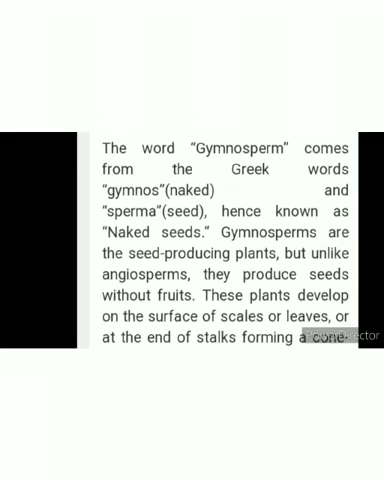 The word “Gymnosperm” comes
from the Greek words
“gymnos”(naked) and
“sperma”(seed), hence known as
“Naked seeds.” Gymnosperms are
the seed-producing plants, but unlike
angiosperms, they produce seeds
without fruits. These plants develop
on the surface of scales or leaves, or
at the end of stalks forming a cone-
PowerDirector